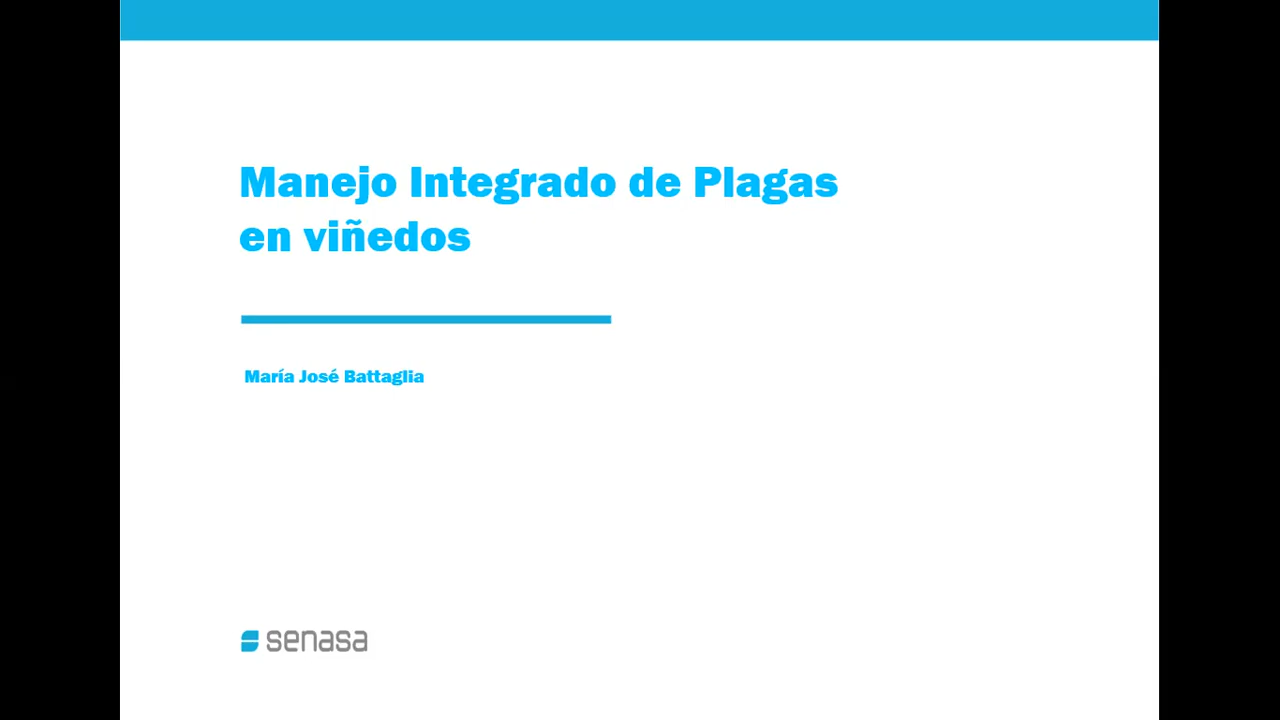 Manejo Integrado de Plagas
en viñedos
María José Battaglia
senasa